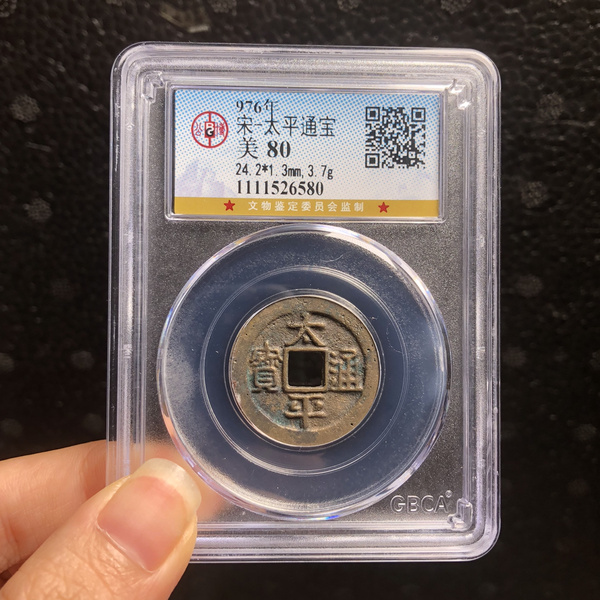 976年
宋-太平通宝
美 80
24.2*1.3mm,3.7g
1111526580
★ 文物鉴定委员会监制 ★
太
寳 通
平
GBCA®